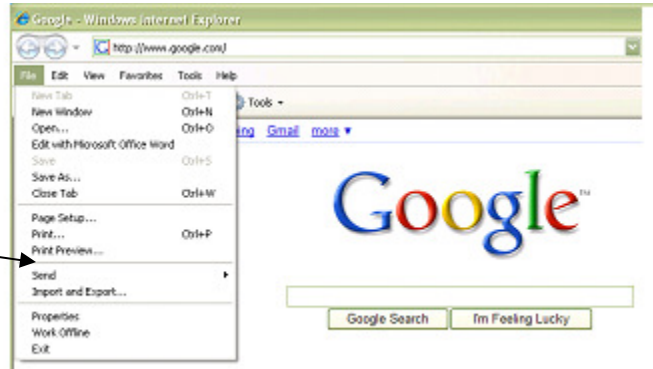 Google - Windows Internet Explorer
http://www.google.com/
File Edit View Favorites Tools Help
New Tab Ctrl+T
Tools
New Window Ctrl+N
Open... Ctrl+O
Gmail more ▼
Edit with Microsoft Office Word
Save Ctrl+S
Save As...
Close Tab Ctrl+W
Google™
Page Setup...
Print... Ctrl+P
Print Preview...
Send
Import and Export...
Properties
Google Search I'm Feeling Lucky
Work Offline
Exit